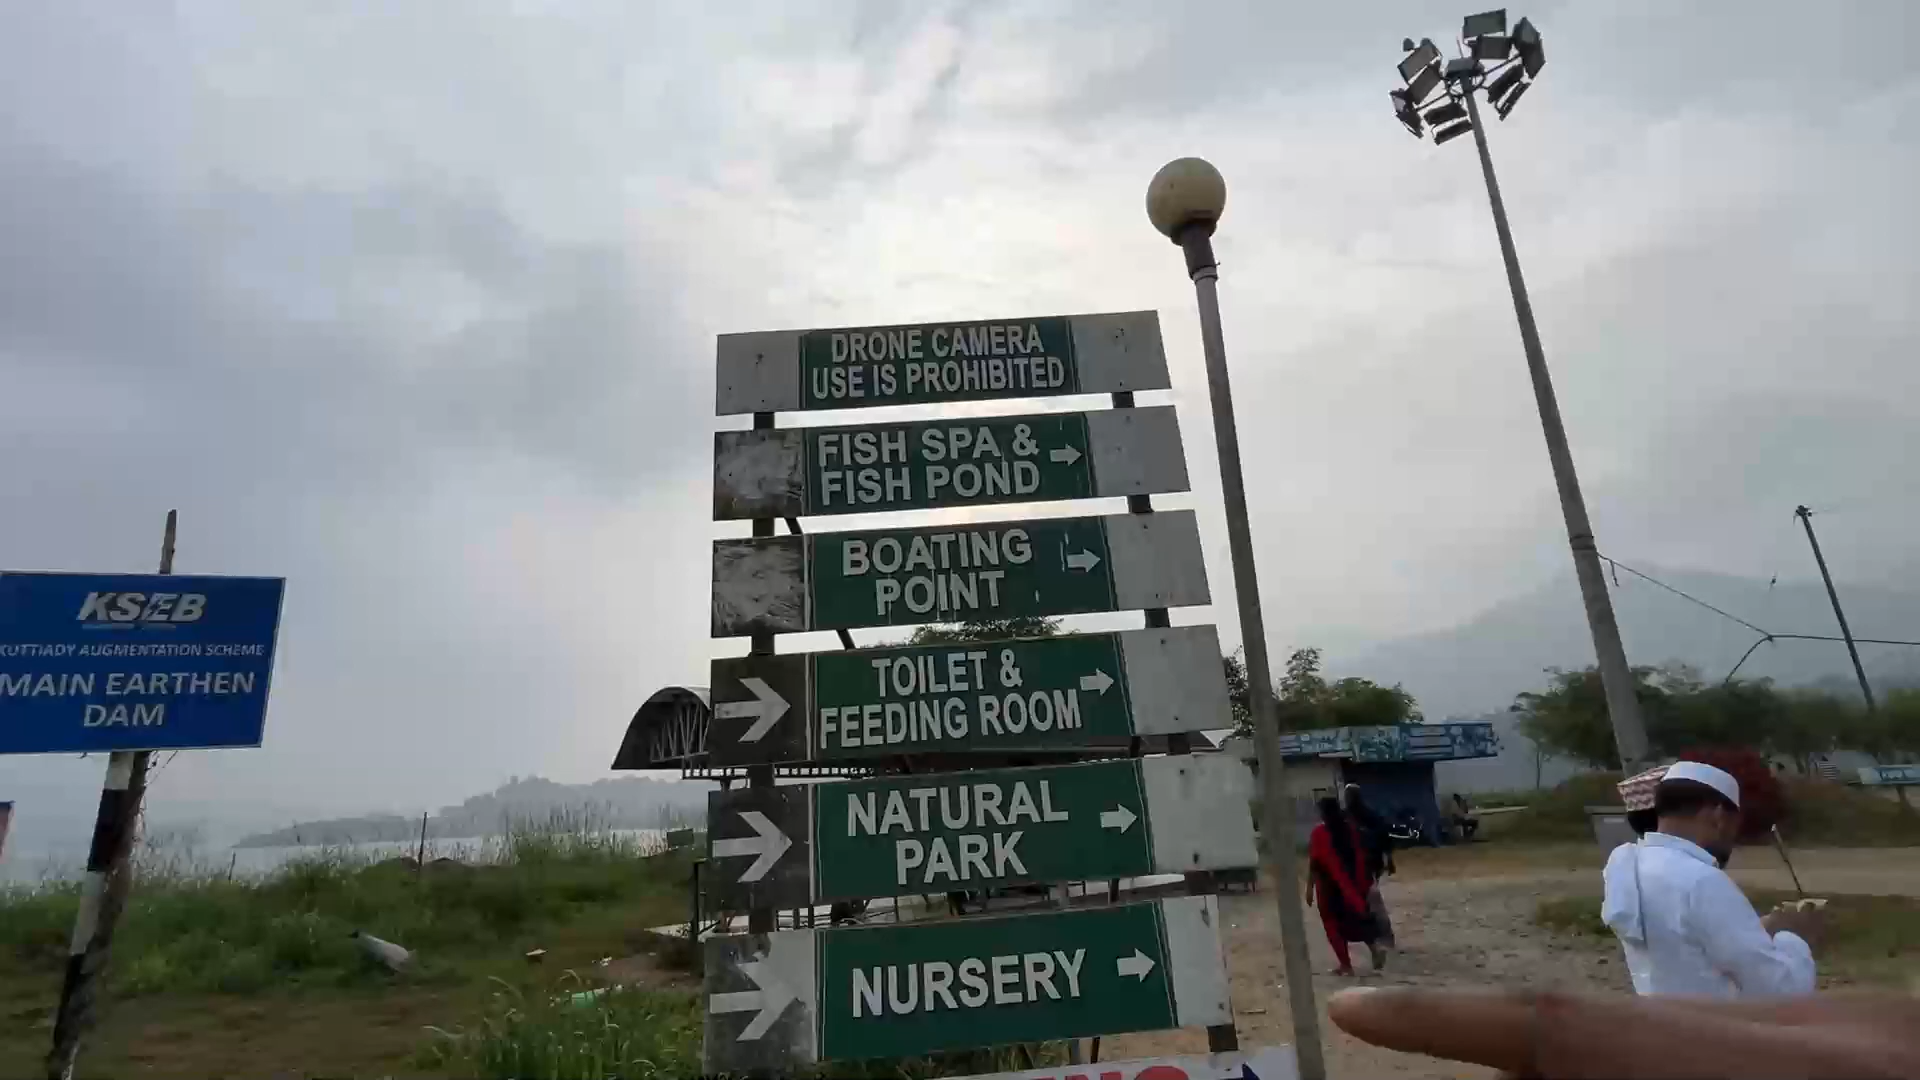 KSEB
KUTTIADY AUGMENTATION SCHEME
MAIN EARTHEN
DAM
DRONE CAMERA
USE IS PROHIBITED
FISH SPA &
FISH POND
BOATING
POINT
TOILET &
FEEDING ROOM
NATURAL
PARK
NURSERY